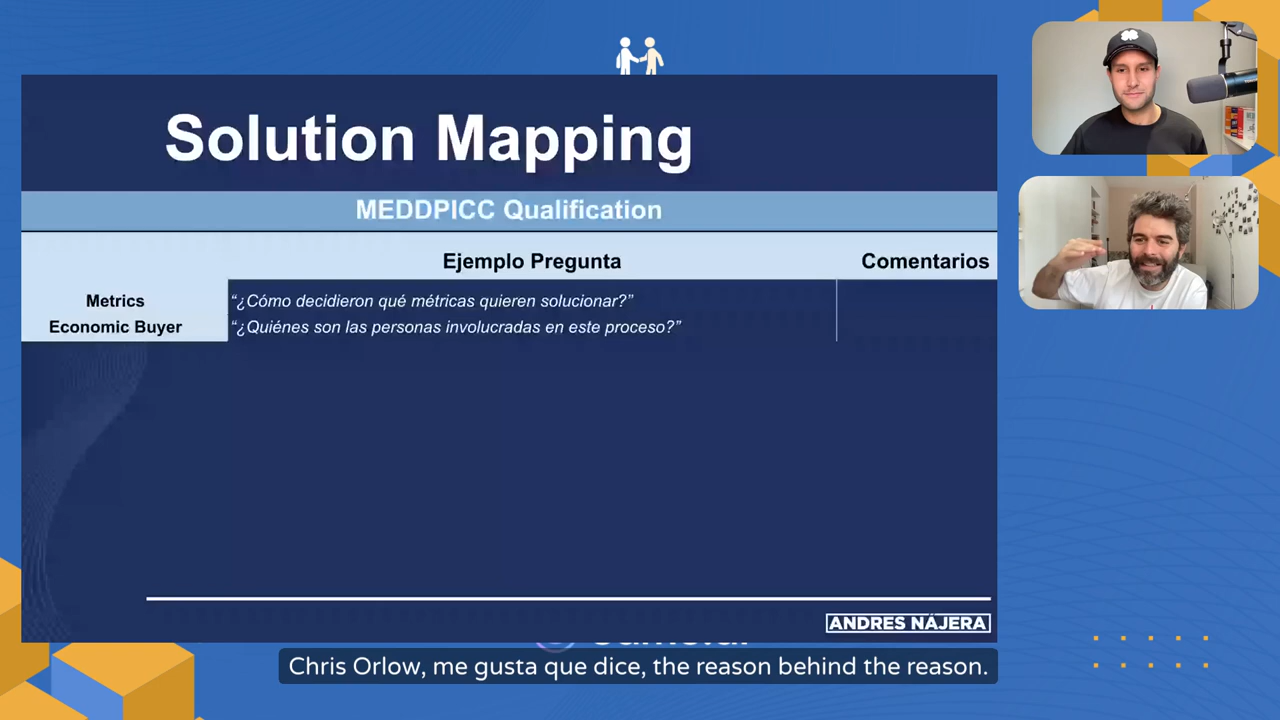 Solution Mapping
MEDDPICC Qualification
Ejemplo Pregunta
Comentarios
Metrics
“¿Cómo decidieron qué métricas quieren solucionar?”
Economic Buyer
“¿Quiénes son las personas involucradas en este proceso?”
ANDRES NÁJERA
Chris Orlow, me gusta que dice, the reason behind the reason.